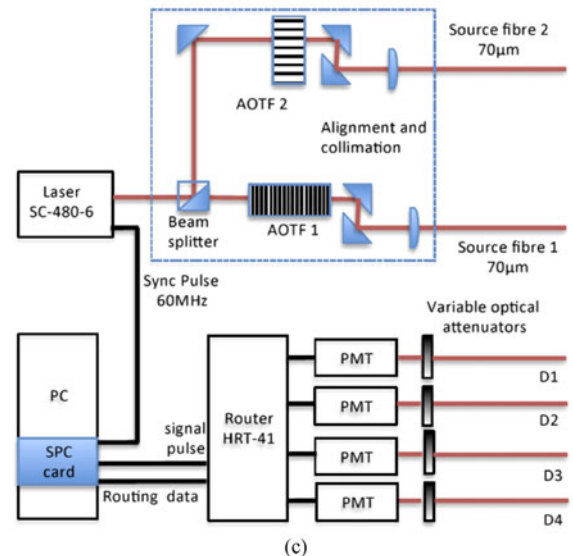 Source fibre 2
70µm
AOTF 2
Alignment and
collimation
Laser
SC-480-6
Beam
splitter
AOTF 1
Source fibre 1
70µm
Sync Pulse
60MHz
Variable optical
attenuators
PMT
D1
PC
Router
HRT-41
PMT
D2
signal
pulse
SPC
card
PMT
D3
Routing data
PMT
D4
(c)